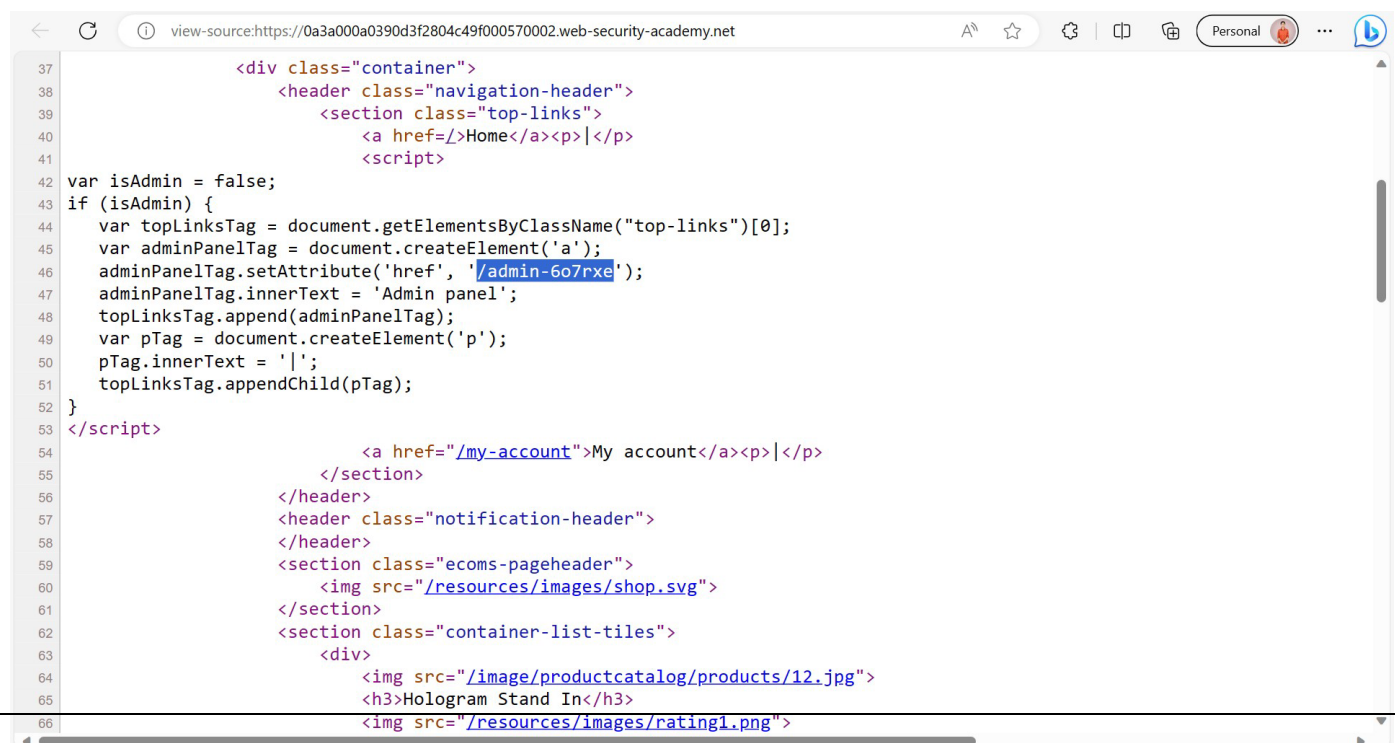 view-source:https://0a3a000a0390d3f2804c49f000570002.web-security-academy.net Personal
37 <div class="container">
38 <header class="navigation-header">
39 <section class="top-links">
40 <a href=/>Home</a><p>|</p>
41 <script>
42 var isAdmin = false;
43 if (isAdmin) {
44 var topLinksTag = document.getElementsByClassName("top-links")[0];
45 var adminPanelTag = document.createElement('a');
46 adminPanelTag.setAttribute('href', '/admin-6o7rxe');
47 adminPanelTag.innerText = 'Admin panel';
48 topLinksTag.append(adminPanelTag);
49 var pTag = document.createElement('p');
50 pTag.innerText = '|';
51 topLinksTag.appendChild(pTag);
52 }
53 </script>
54 <a href="/my-account">My account</a><p>|</p>
55 </section>
56 </header>
57 <header class="notification-header">
58 </header>
59 <section class="ecoms-pageheader">
60 <img src="/resources/images/shop.svg">
61 </section>
62 <section class="container-list-tiles">
63 <div>
64 <img src="/image/productcatalog/products/12.jpg">
65 <h3>Hologram Stand In</h3>
66 <img src="/resources/images/rating1.png">